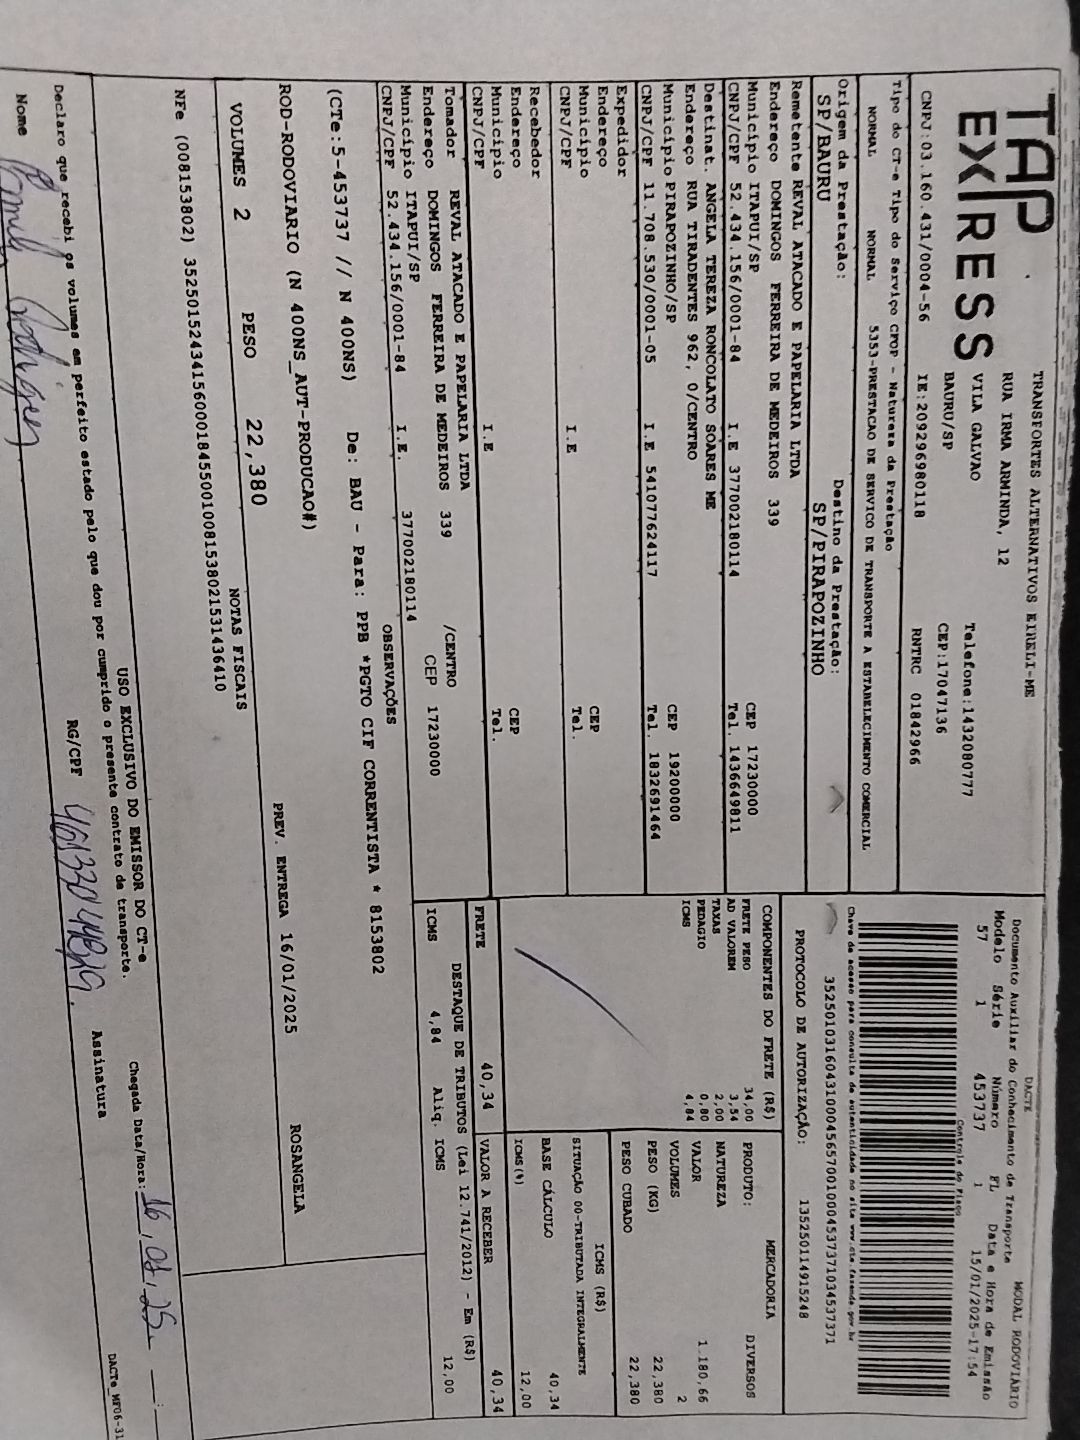 TAP
EXPRESS
TRANSPORTES ALTERNATIVOS EIRELI-ME
RUA IRMA ARMINDA, 12
VILA GALVAO Telefone:1432080777
BAURU/SP CEP:17047136
CNPJ:03.160.431/0004-56 IE:209296980118 RNTRC 01842966
Tipo do CT-e Tipo do Serviço CFOP - Natureza da Prestação
NORMAL NORMAL 5353-PRESTACAO DE SERVICO DE TRANSPORTE A ESTABELECIMENTO COMERCIAL
Origem da Prestação: Destino da Prestação:
SP/BAURU SP/PIRAPOZINHO
Remetente REVAL ATACADO E PAPELARIA LTDA
Endereço DOMINGOS FERREIRA DE MEDEIROS 339
Município ITAPUI/SP CEP 17230000
CNPJ/CPF 52.434.156/0001-84 I.E 377002180114 Tel. 1436649811
Destinat. ANGELA TEREZA RONCOLATO SOARES ME
Endereço RUA TIRADENTES 962, 0/CENTRO
Município PIRAPOZINHO/SP CEP 19200000
CNPJ/CPF 11.708.530/0001-05 I.E 541077624117 Tel. 1832691464
Expedidor
Endereço
Município CEP
CNPJ/CPF I.E Tel.
Recebedor
Endereço
Município CEP
CNPJ/CPF I.E Tel.
Tomador REVAL ATACADO E PAPELARIA LTDA
Endereço DOMINGOS FERREIRA DE MEDEIROS 339 /CENTRO
Município ITAPUI/SP CEP 17230000
CNPJ/CPF 52.434.156/0001-84 I.E. 377002180114
DACTE MODAL RODOVIÁRIO
Documento Auxiliar do Conhecimento de Transporte
Modelo Série Número FL Data e Hora de Emissão
57 1 453737 1 15/01/2025-17:54
Controle do Fisco
Chave de acesso para consulta de autenticidade no site www.cte.fazenda.gov.br
35250103160431000456570010004537371034537371
PROTOCOLO DE AUTORIZAÇÃO: 135250114915248
COMPONENTES DO FRETE (R$)
FRETE PESO 34,00
AD VALOREM 3,54
TAXAS 2,00
PEDAGIO 0,80
ICMS 4,84
MERCADORIA
PRODUTO: DIVERSOS
NATUREZA
VALOR 1.180,66
VOLUMES 2
PESO (KG) 22,380
PESO CUBADO 22,380
ICMS (R$)
SITUAÇÃO 00-TRIBUTADA INTEGRALMENTE
BASE CÁLCULO 40,34
ICMS(%) 12,00
FRETE 40,34 VALOR A RECEBER 40,34
DESTAQUE DE TRIBUTOS (Lei 12.741/2012) - Em (R$)
ICMS 4,84 Aliq. ICMS 12,00
OBSERVAÇÕES
(CTe:5-453737 // N 400NS) De: BAU - Para: PPB *PGTO CIF CORRENTISTA * 8153802
ROD-RODOVIARIO (N 400NS_AUT-PRODUCAO#)
PREV. ENTREGA 16/01/2025 ROSANGELA
VOLUMES 2 PESO 22,380 NOTAS FISCAIS
NFe (008153802) 35250152434156000184550010081538021531436410
USO EXCLUSIVO DO EMISSOR DO CT-e
Declaro que recebi os volumes em perfeito estado pelo que dou por cumprido o presente contrato de transporte. Chegada Data/Hora: 16,01,25 :
Nome Rodrigues RG/CPF Assinatura
DACTe_MF06-31